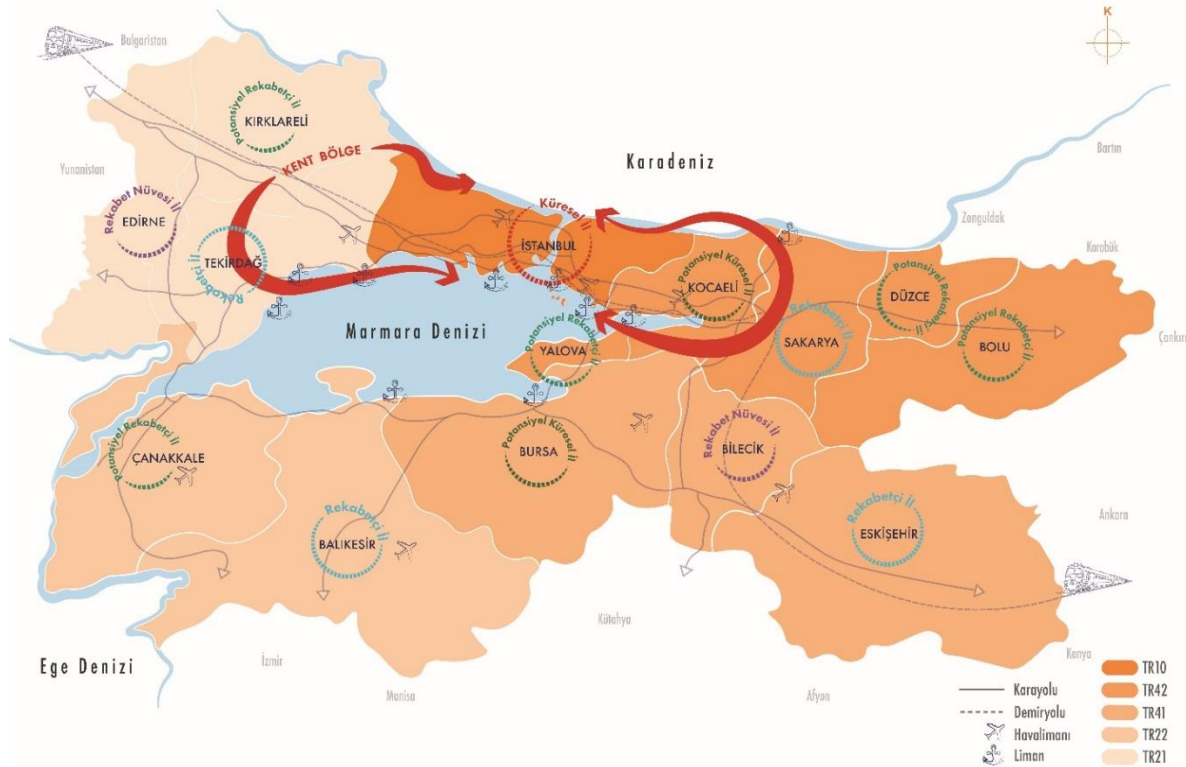 K
Bulgaristan
Potansiyel Rekabetçi İl
KIRKLARELİ
KENT BÖLGE
Karadeniz
Bartın
Yunanistan
Rekabet Nüvesi İl
EDİRNE
Zonguldak
Karabük
Küresel İl
İSTANBUL
TEKİRDAĞ
Rekabetçi İl
Potansiyel Küresel İl
KOCAELİ
Potansiyel Rekabetçi İl
DÜZCE
Marmara Denizi
Potansiyel Rekabetçi İl
YALOVA
Rekabetçi İl
SAKARYA
Potansiyel Rekabetçi İl
BOLU
Çankırı
Potansiyel Rekabetçi İl
ÇANAKKALE
Potansiyel Küresel İl
BURSA
Rekabet Nüvesi İl
BİLECİK
Rekabetçi İl
BALIKESİR
Rekabetçi İl
ESKİŞEHİR
Ankara
Kütahya
Ege Denizi
İzmir
Manisa
Afyon
Konya
Karayolu
Demiryolu
Havalimanı
Liman
TR10
TR42
TR41
TR22
TR21